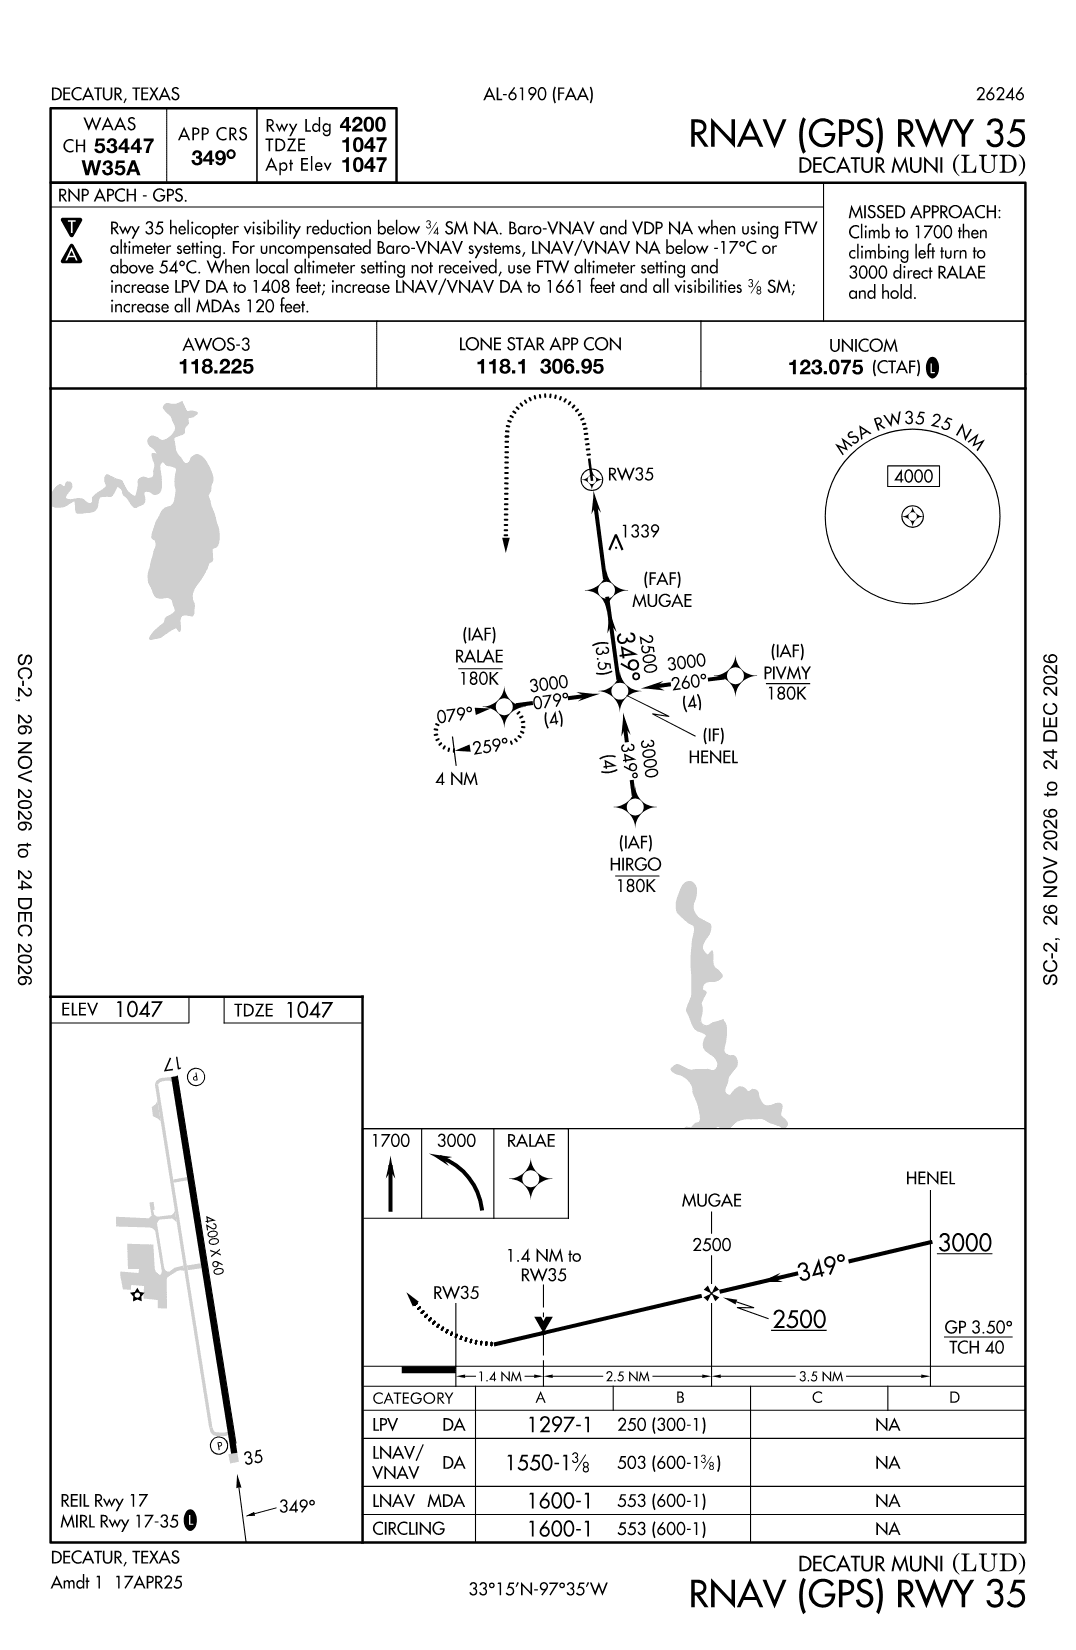 DECATUR, TEXAS
AL-6190 (FAA)
26246
WAAS
CH 53447
W35A
APP CRS
349°
Rwy Ldg 4200
TDZE 1047
Apt Elev 1047
RNAV (GPS) RWY 35
DECATUR MUNI (LUD)
RNP APCH - GPS.
T
A
Rwy 35 helicopter visibility reduction below ¾ SM NA. Baro-VNAV and VDP NA when using FTW
altimeter setting. For uncompensated Baro-VNAV systems, LNAV/VNAV NA below -17°C or
above 54°C. When local altimeter setting not received, use FTW altimeter setting and
increase LPV DA to 1408 feet; increase LNAV/VNAV DA to 1661 feet and all visibilities ⅜ SM;
increase all MDAs 120 feet.
MISSED APPROACH:
Climb to 1700 then
climbing left turn to
3000 direct RALAE
and hold.
AWOS-3
118.225
LONE STAR APP CON
118.1 306.95
UNICOM
123.075 (CTAF) L
MSA RW35 25 NM
4000
RW35
1339
(FAF)
MUGAE
349°
2500
(3.5)
(IAF)
RALAE
180K
3000
079°
(4)
079°
259°
4 NM
3000
260°
(4)
(IAF)
PIVMY
180K
(IF)
HENEL
3000
349°
(4)
(IAF)
HIRGO
180K
SC-2, 26 NOV 2026 to 24 DEC 2026
SC-2, 26 NOV 2026 to 24 DEC 2026
ELEV 1047
TDZE 1047
17
P
4200 X 60
P
35
349°
REIL Rwy 17
MIRL Rwy 17-35 L
1700
3000
RALAE
HENEL
MUGAE
2500
3000
349°
1.4 NM to
RW35
RW35
2500
GP 3.50°
TCH 40
1.4 NM
2.5 NM
3.5 NM
CATEGORY A B C D
LPV DA 1297-1 250 (300-1) NA
LNAV/
VNAV DA 1550-1⅜ 503 (600-1⅜) NA
LNAV MDA 1600-1 553 (600-1) NA
CIRCLING 1600-1 553 (600-1) NA
DECATUR, TEXAS
Amdt 1 17APR25
33°15'N-97°35'W
DECATUR MUNI (LUD)
RNAV (GPS) RWY 35